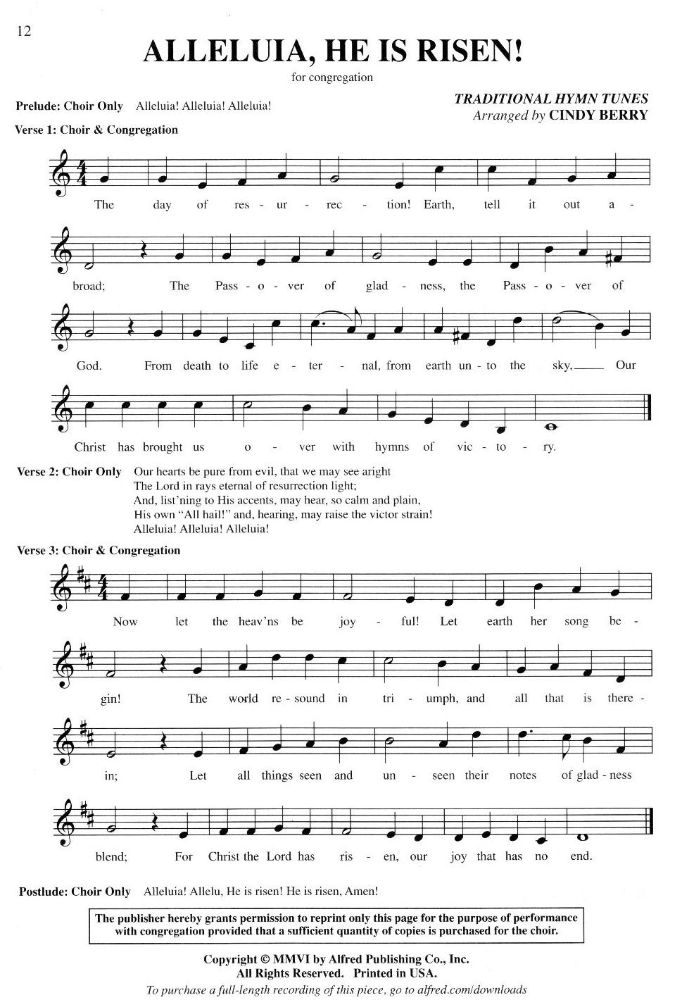 12
ALLELUIA, HE IS RISEN!
for congregation
TRADITIONAL HYMN TUNES
Arranged by CINDY BERRY
Prelude: Choir Only Alleluia! Alleluia! Alleluia!
Verse 1: Choir & Congregation
The day of res - ur - rec - tion! Earth, tell it out a -
broad; The Pass - o - ver of glad - ness, the Pass - o - ver of
God. From death to life e - ter - nal, from earth un - to the sky,____ Our
Christ has brought us o - ver with hymns of vic - to - ry.
Verse 2: Choir Only Our hearts be pure from evil, that we may see aright
The Lord in rays eternal of resurrection light;
And, list'ning to His accents, may hear, so calm and plain,
His own “All hail!” and, hearing, may raise the victor strain!
Alleluia! Alleluia! Alleluia!
Verse 3: Choir & Congregation
Now let the heav'ns be joy - ful! Let earth her song be -
gin! The world re - sound in tri - umph, and all that is there -
in; Let all things seen and un - seen their notes of glad - ness
blend; For Christ the Lord has ris - en, our joy that has no end.
Postlude: Choir Only Alleluia! Allelu, He is risen! He is risen, Amen!
The publisher hereby grants permission to reprint only this page for the purpose of performance
with congregation provided that a sufficient quantity of copies is purchased for the choir.
Copyright © MMVI by Alfred Publishing Co., Inc.
All Rights Reserved. Printed in USA.
To purchase a full-length recording of this piece, go to alfred.com/downloads